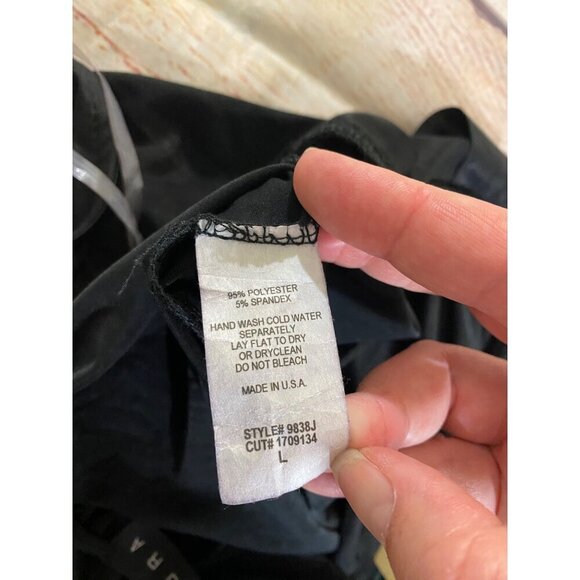 95% POLYESTER
5% SPANDEX
HAND WASH COLD WATER
SEPARATELY
LAY FLAT TO DRY
OR DRYCLEAN
DO NOT BLEACH
MADE IN U.S.A.
STYLE# 9838J
CUT# 1709134
L